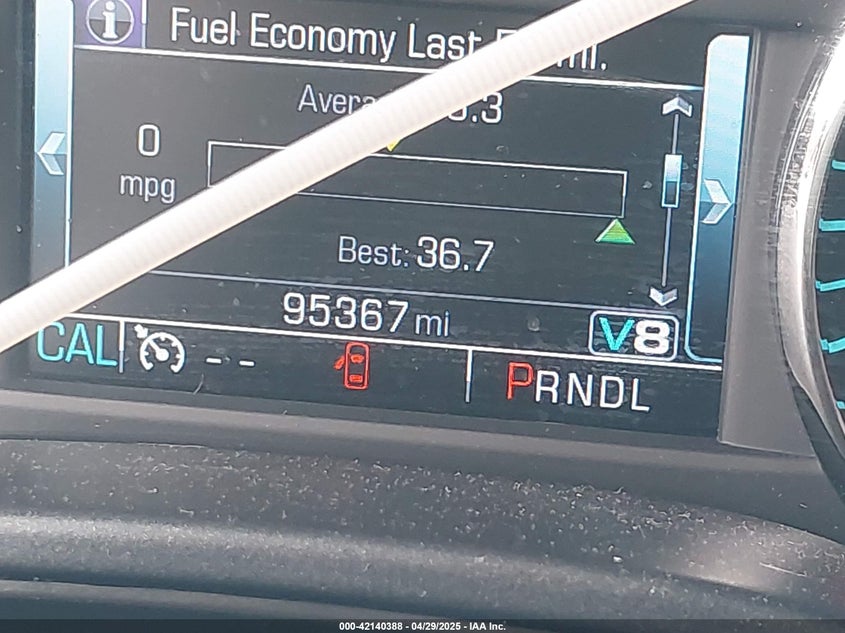 Fuel Economy Last mi.
0
mpg
Best: 36.7
95367 mi
V8
CAL
-- 
PRNDL
000-42140388 - 04/29/2025 - IAA Inc.